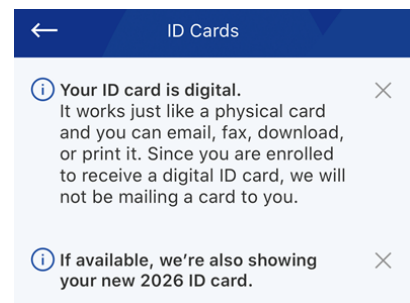 ID Cards
Your ID card is digital.
It works just like a physical card
and you can email, fax, download,
or print it. Since you are enrolled
to receive a digital ID card, we will
not be mailing a card to you.
If available, we’re also showing
your new 2026 ID card.